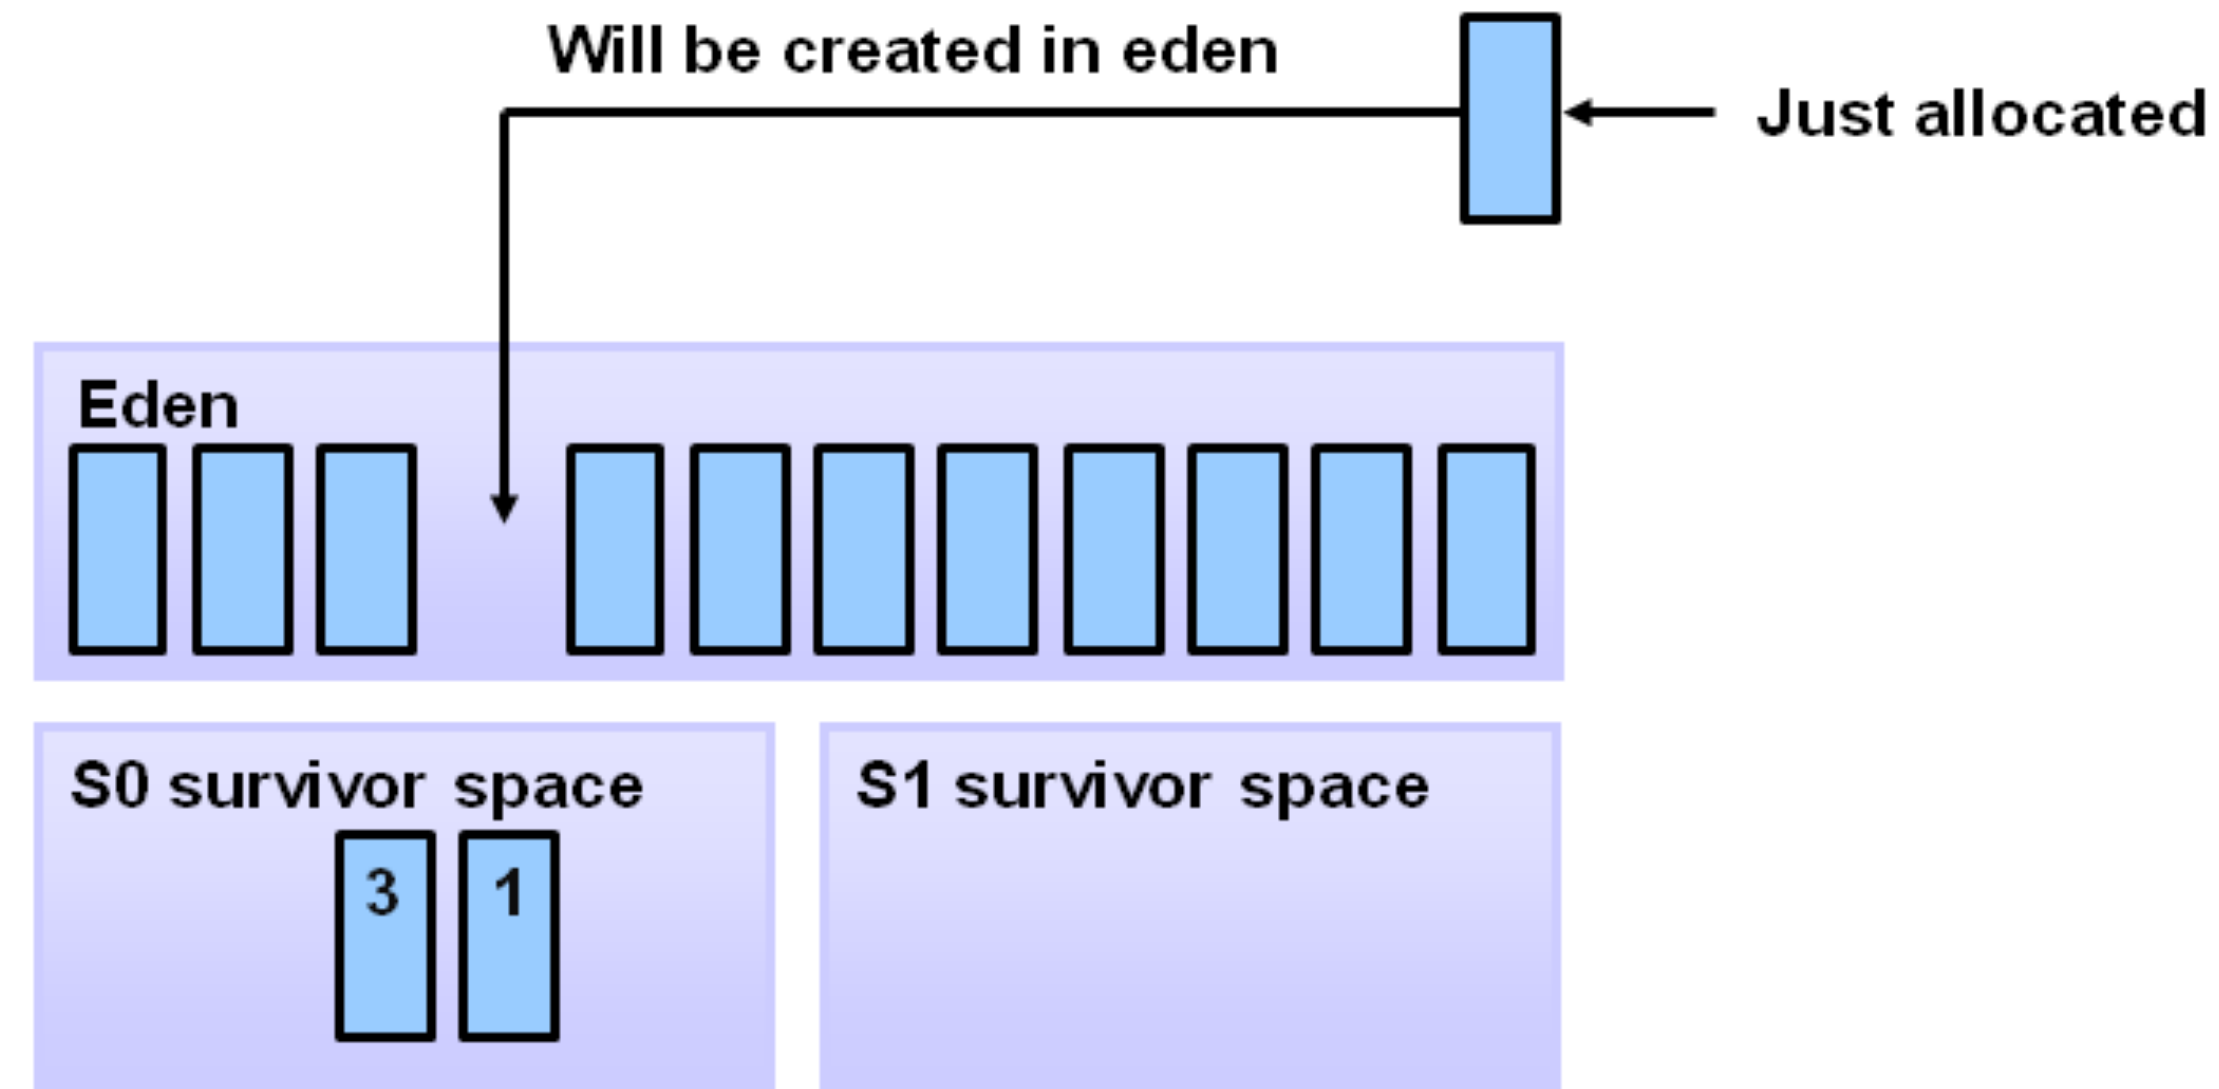 Will be created in eden
Just allocated
Eden
S0 survivor space
S1 survivor space
3
1